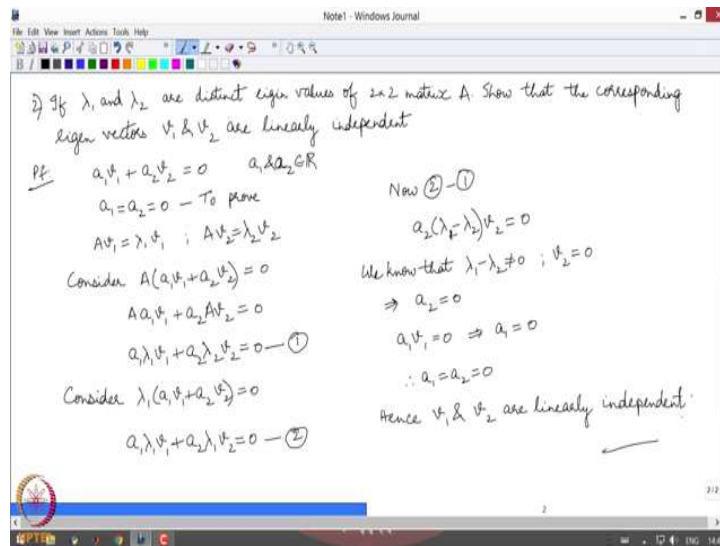 Note1 - Windows Journal
File Edit View Insert Actions Tools Help
2) If λ1 and λ2 are distinct eigin values of 2×2 matrix A. Show that the corresponding
eigen vectors v1 & v2 are linearly independent
Pf. a1v1 + a2v2 = 0 a1 & a2 ∈ R
a1 = a2 = 0 — To prove
Av1 = λ1v1 ; Av2 = λ2v2
Consider A(a1v1 + a2v2) = 0
Aa1v1 + a2Av2 = 0
a1λ1v1 + a2λ2v2 = 0 — ①
Consider λ1(a1v1 + a2v2) = 0
a1λ1v1 + a2λ1v2 = 0 — ②
Now ② - ①
a2(λ1 - λ2)v2 = 0
We know that λ1 - λ2 ≠ 0 ; v2 = 0
⇒ a2 = 0
a1v1 = 0 ⇒ a1 = 0
∴ a1 = a2 = 0
Hence v1 & v2 are linearly independent.
2/2
2
NPTEL
ENG